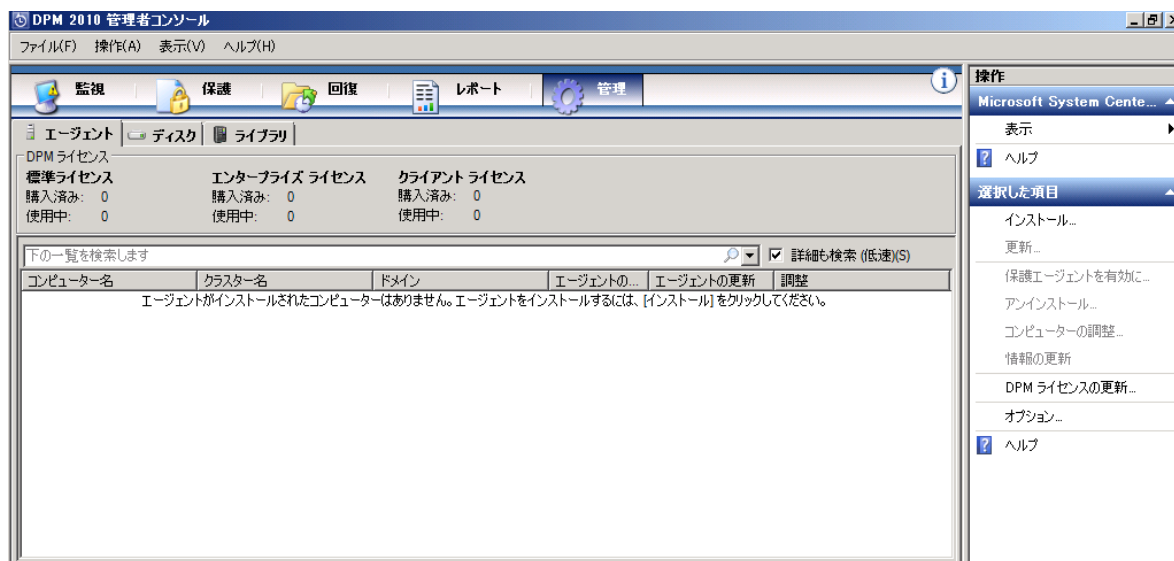 DPM 2010 管理者コンソール
ファイル(F) 操作(A) 表示(V) ヘルプ(H)
監視 保護 回復 レポート 管理
エージェント ディスク ライブラリ
DPM ライセンス
標準ライセンス エンタープライズ ライセンス クライアント ライセンス
購入済み: 0 購入済み: 0 購入済み: 0
使用中: 0 使用中: 0 使用中: 0
下の一覧を検索します 詳細も検索 (低速)(S)
コンピューター名 クラスター名 ドメイン エージェントの... エージェントの更新 調整
エージェントがインストールされたコンピューターはありません。エージェントをインストールするには、[インストール] をクリックしてください。
操作
Microsoft System Cente...
表示
ヘルプ
選択した項目
インストール...
更新...
保護エージェントを有効に...
アンインストール...
コンピューターの調整...
情報の更新
DPM ライセンスの更新...
オプション...
ヘルプ